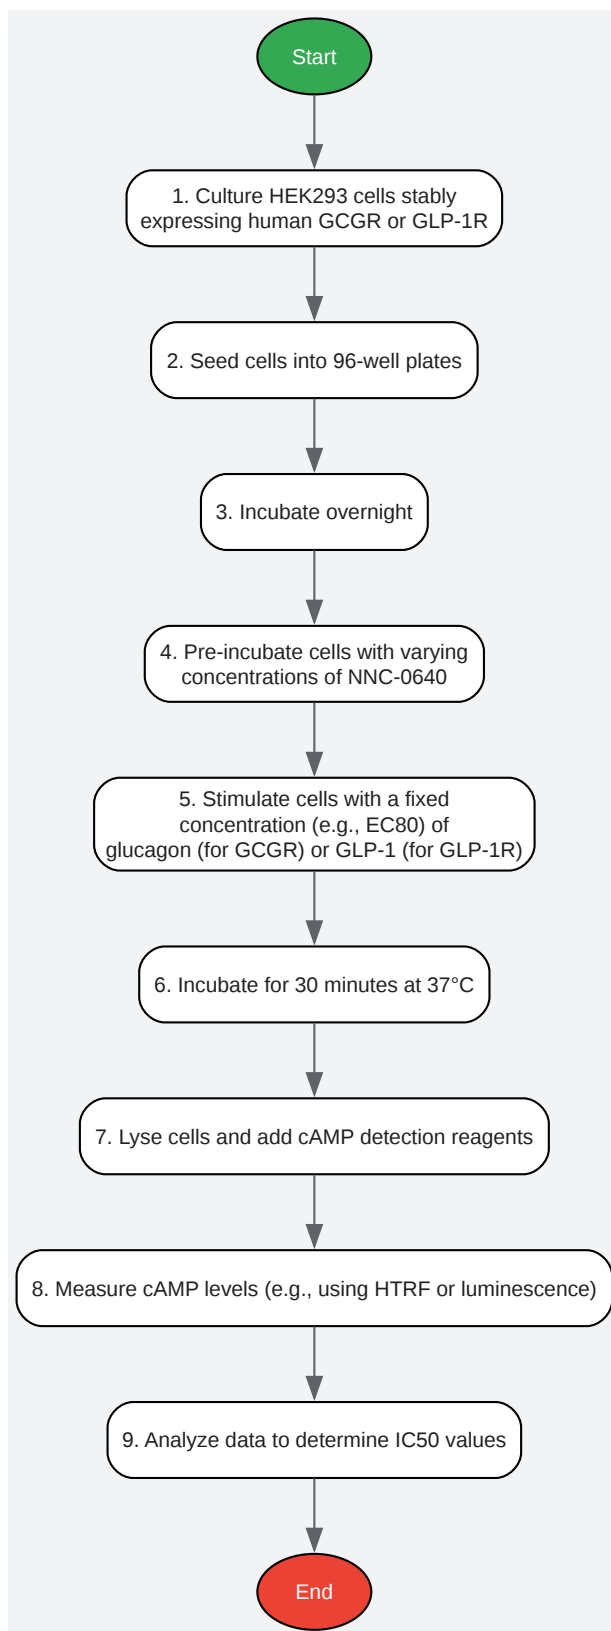 Start
1. Culture HEK293 cells stably
expressing human GCGR or GLP-1R
2. Seed cells into 96-well plates
3. Incubate overnight
4. Pre-incubate cells with varying
concentrations of NNC-0640
5. Stimulate cells with a fixed
concentration (e.g., EC80) of
glucagon (for GCGR) or GLP-1 (for GLP-1R)
6. Incubate for 30 minutes at 37°C
7. Lyse cells and add cAMP detection reagents
8. Measure cAMP levels (e.g., using HTRF or luminescence)
9. Analyze data to determine IC50 values
End